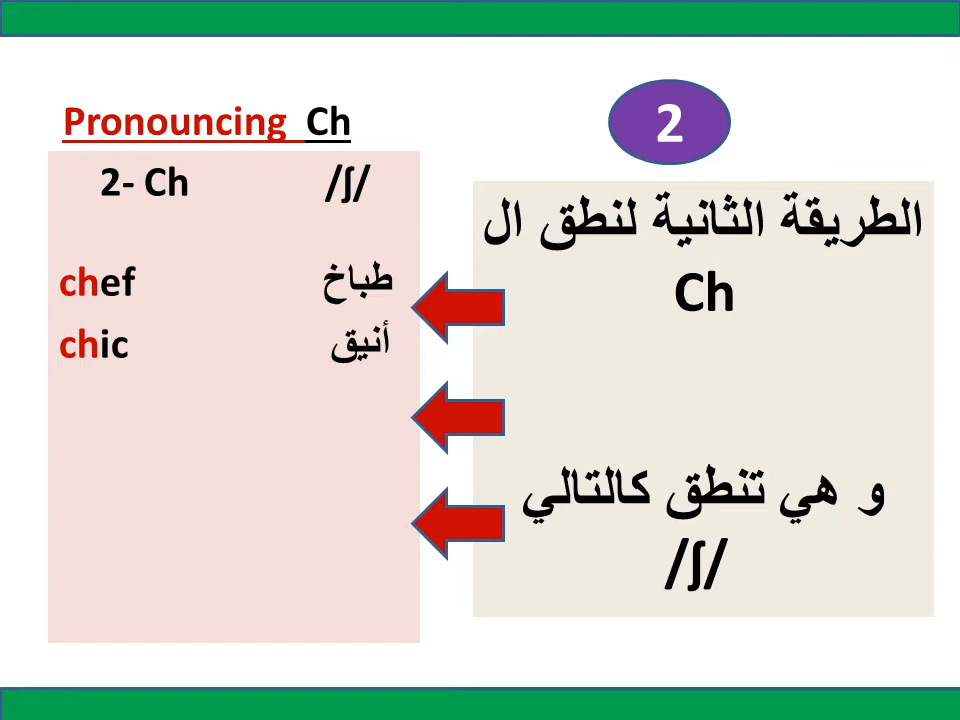 Pronouncing Ch
2
2- Ch /ʃ/
chef طباخ
chic أنيق
الطريقة الثانية لنطق ال
Ch
و هي تنطق كالتالي
/ʃ/